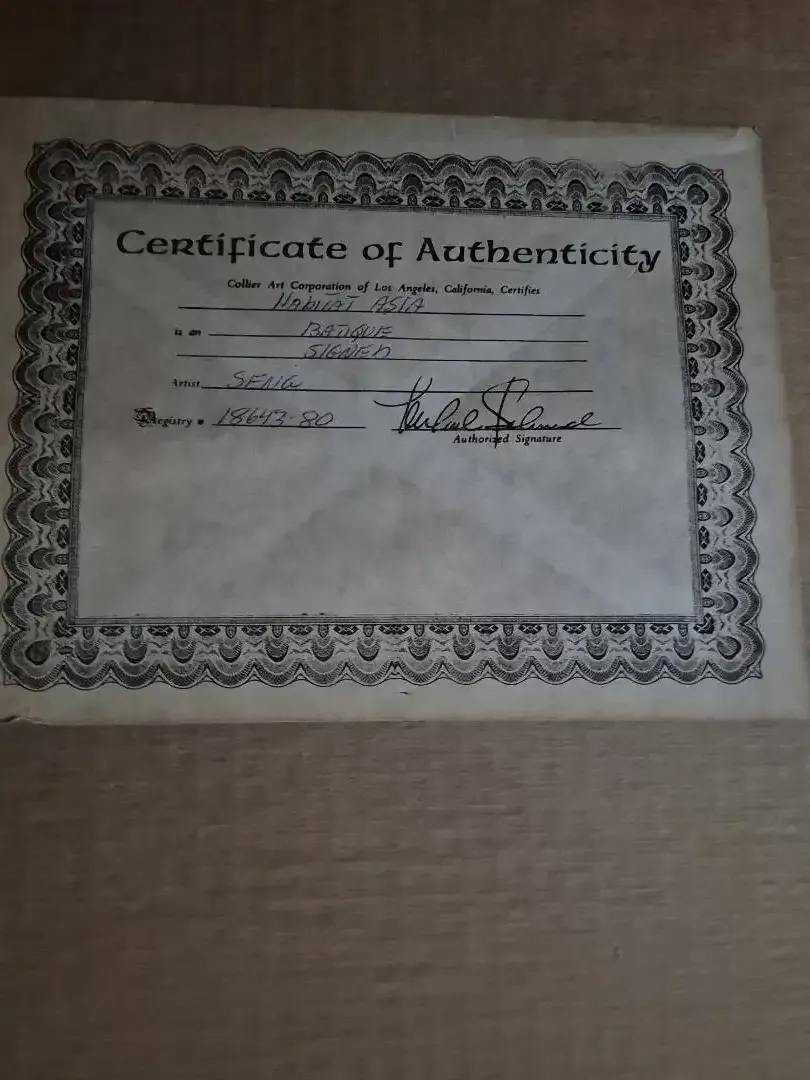 Certificate of Authenticity
Collier Art Corporation of Los Angeles, California, Certifies
HABITAT ASIA
is an BATIQUE
SIGNED
Artist SENG
Registry # 18643-80
Authorized Signature